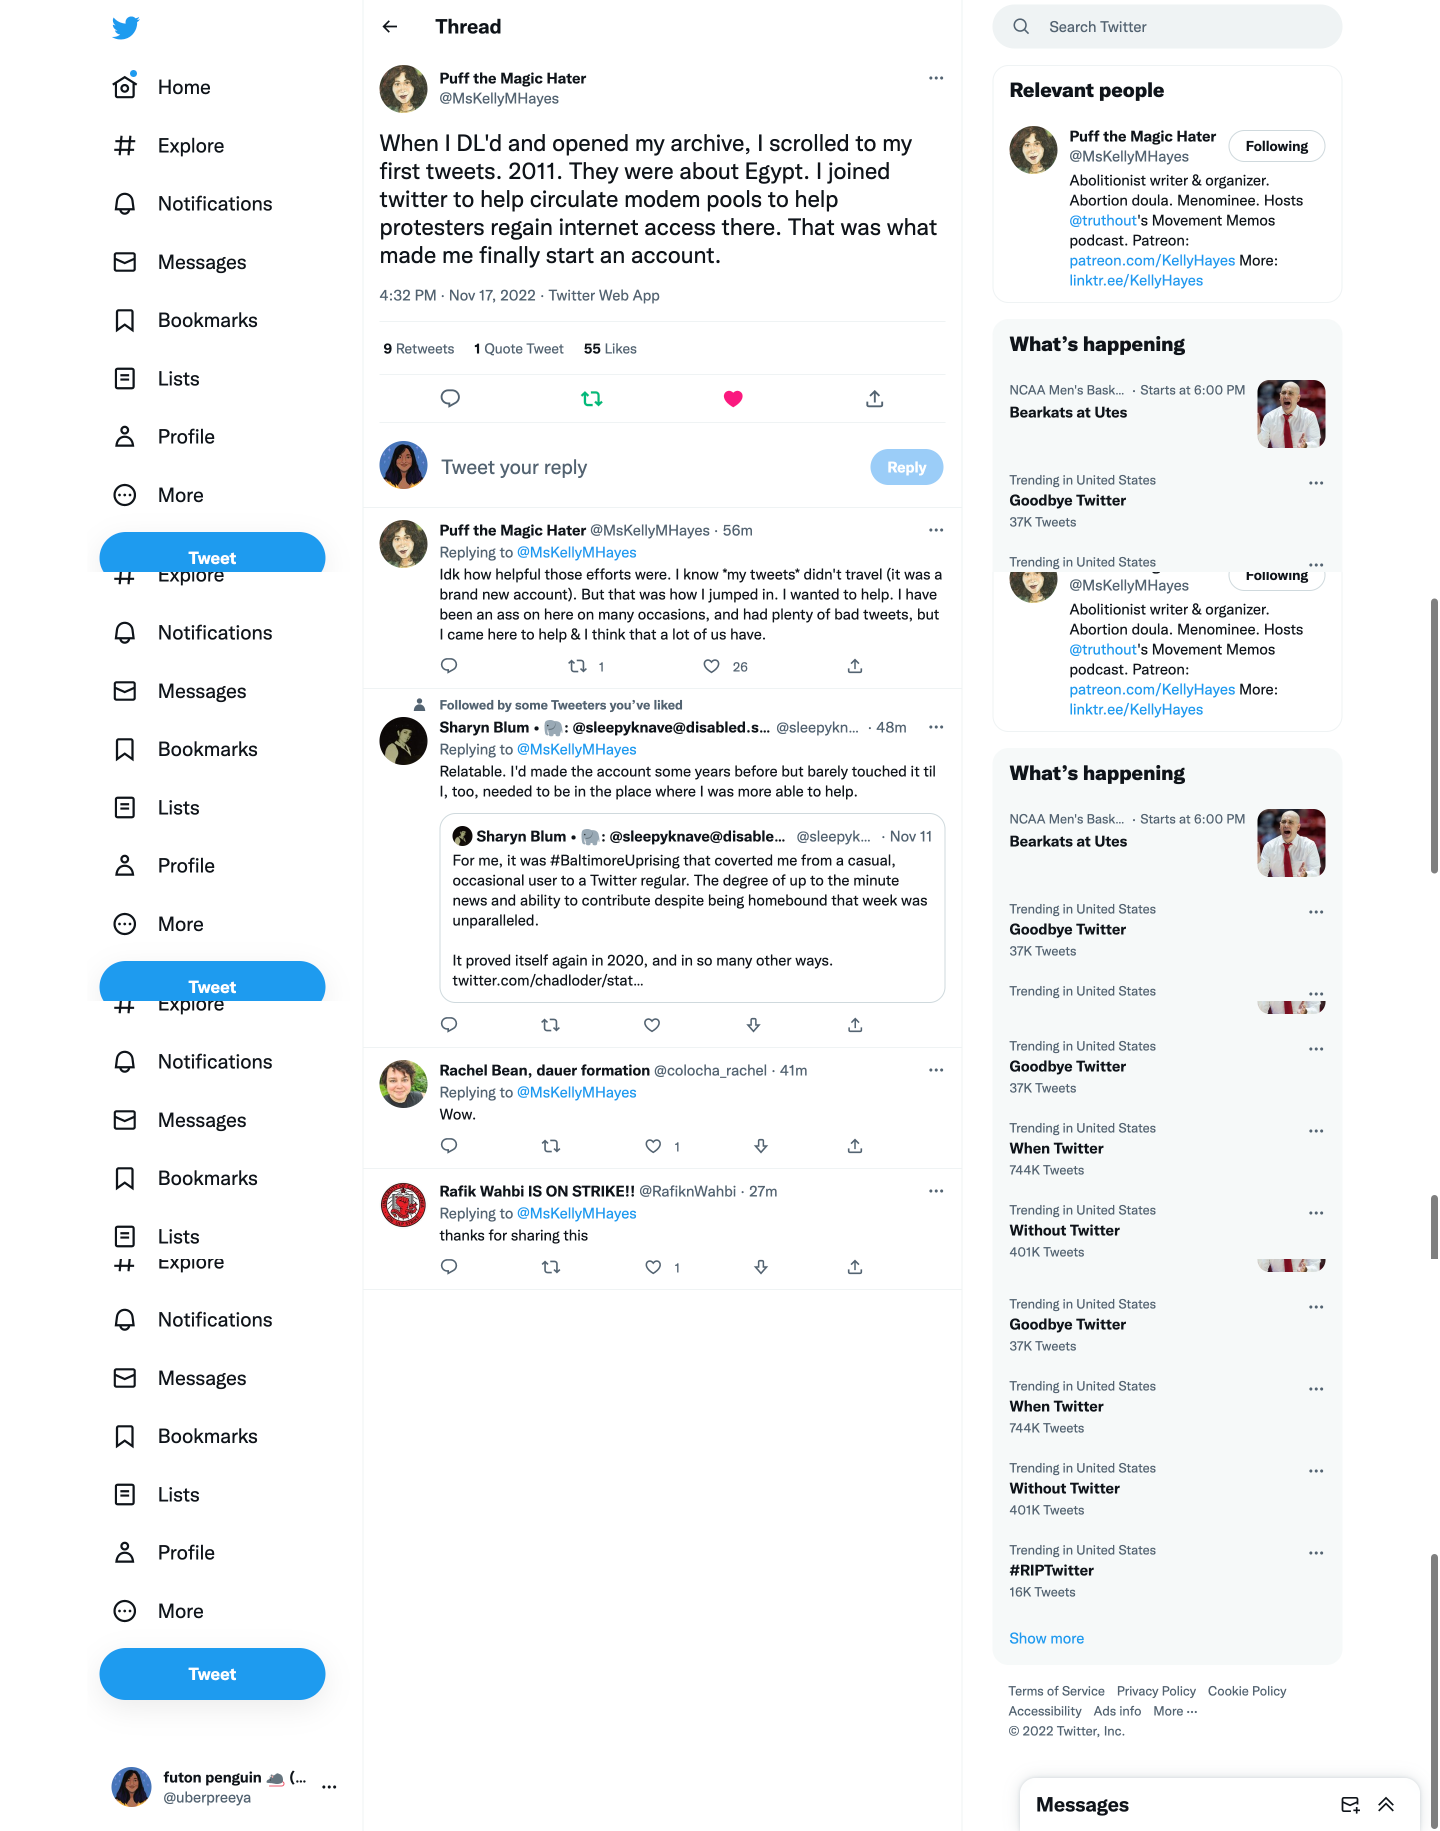 Home
Explore
Notifications
Messages
Bookmarks
Lists
Profile
More
Tweet
Explore
Notifications
Messages
Bookmarks
Lists
Profile
More
Tweet
Explore
Notifications
Messages
Bookmarks
Lists
Explore
Notifications
Messages
Bookmarks
Lists
Profile
More
Tweet
futon penguin (...
@uberpreeya
Thread
Puff the Magic Hater
@MsKellyMHayes
When I DL'd and opened my archive, I scrolled to my
first tweets. 2011. They were about Egypt. I joined
twitter to help circulate modem pools to help
protesters regain internet access there. That was what
made me finally start an account.
4:32 PM · Nov 17, 2022 · Twitter Web App
9 Retweets 1 Quote Tweet 55 Likes
Tweet your reply
Reply
Puff the Magic Hater @MsKellyMHayes · 56m
Replying to @MsKellyMHayes
Idk how helpful those efforts were. I know *my tweets* didn't travel (it was a
brand new account). But that was how I jumped in. I wanted to help. I have
been an ass on here on many occasions, and had plenty of bad tweets, but
I came here to help & I think that a lot of us have.
1 26
Followed by some Tweeters you've liked
Sharyn Blum • 🐘: @sleepyknave@disabled.s... @sleepykn... · 48m
Replying to @MsKellyMHayes
Relatable. I'd made the account some years before but barely touched it til
I, too, needed to be in the place where I was more able to help.
Sharyn Blum • 🐘: @sleepyknave@disable... @sleepyk... · Nov 11
For me, it was #BaltimoreUprising that coverted me from a casual,
occasional user to a Twitter regular. The degree of up to the minute
news and ability to contribute despite being homebound that week was
unparalleled.
It proved itself again in 2020, and in so many other ways.
twitter.com/chadloder/stat...
Rachel Bean, dauer formation @colocha_rachel · 41m
Replying to @MsKellyMHayes
Wow.
1
Rafik Wahbi IS ON STRIKE!! @RafiknWahbi · 27m
Replying to @MsKellyMHayes
thanks for sharing this
1
Search Twitter
Relevant people
Puff the Magic Hater
@MsKellyMHayes
Following
Abolitionist writer & organizer.
Abortion doula. Menominee. Hosts
@truthout's Movement Memos
podcast. Patreon:
patreon.com/KellyHayes More:
linktr.ee/KellyHayes
What's happening
NCAA Men's Bask... · Starts at 6:00 PM
Bearkats at Utes
Trending in United States
Goodbye Twitter
37K Tweets
Trending in United States
@MsKellyMHayes
Following
Abolitionist writer & organizer.
Abortion doula. Menominee. Hosts
@truthout's Movement Memos
podcast. Patreon:
patreon.com/KellyHayes More:
linktr.ee/KellyHayes
What's happening
NCAA Men's Bask... · Starts at 6:00 PM
Bearkats at Utes
Trending in United States
Goodbye Twitter
37K Tweets
Trending in United States
Trending in United States
Goodbye Twitter
37K Tweets
Trending in United States
When Twitter
744K Tweets
Trending in United States
Without Twitter
401K Tweets
Trending in United States
Goodbye Twitter
37K Tweets
Trending in United States
When Twitter
744K Tweets
Trending in United States
Without Twitter
401K Tweets
Trending in United States
#RIPTwitter
16K Tweets
Show more
Terms of Service Privacy Policy Cookie Policy
Accessibility Ads info More ...
© 2022 Twitter, Inc.
Messages